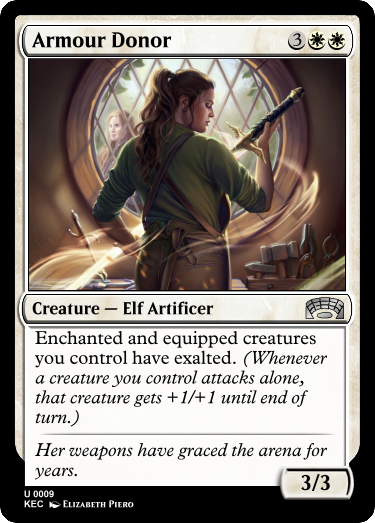 Armour Donor 3
Creature — Elf Artificer
Enchanted and equipped creatures
you control have exalted. (Whenever
a creature you control attacks alone,
that creature gets +1/+1 until end of
turn.)
Her weapons have graced the arena for
years.
3/3
U 0009
KEC Elizabeth Piero